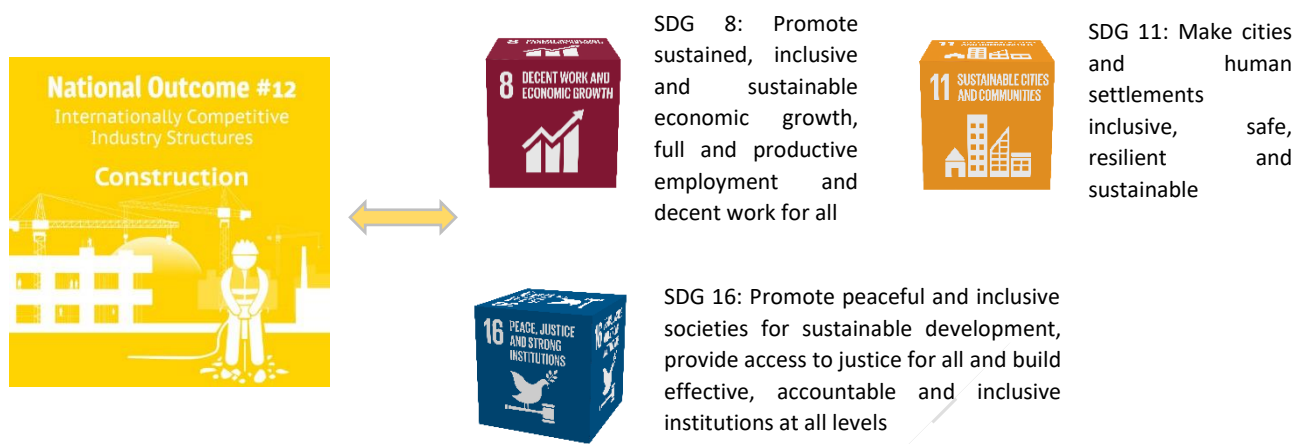 National Outcome #12
Internationally Competitive
Industry Structures
Construction
8 DECENT WORK AND
ECONOMIC GROWTH
SDG 8: Promote
sustained, inclusive
and sustainable
economic growth,
full and productive
employment and
decent work for all
11 SUSTAINABLE CITIES
AND COMMUNITIES
SDG 11: Make cities
and human
settlements
inclusive, safe,
resilient and
sustainable
16 PEACE, JUSTICE
AND STRONG
INSTITUTIONS
SDG 16: Promote peaceful and inclusive
societies for sustainable development,
provide access to justice for all and build
effective, accountable and inclusive
institutions at all levels